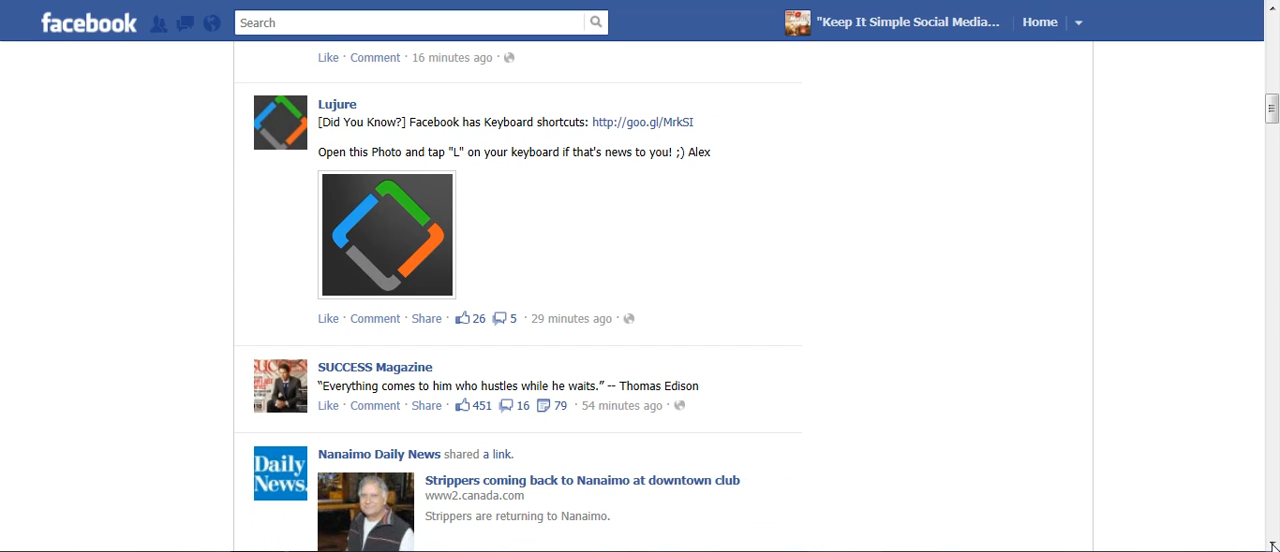 facebook Search "Keep It Simple Social Media... Home
Like · Comment · 16 minutes ago ·
Lujure
[Did You Know?] Facebook has Keyboard shortcuts: http://goo.gl/MrkSI
Open this Photo and tap "L" on your keyboard if that's news to you! ;) Alex
Like · Comment · Share · 26 5 · 29 minutes ago ·
SUCCESS Magazine
“Everything comes to him who hustles while he waits.” -- Thomas Edison
Like · Comment · Share · 451 16 79 · 54 minutes ago ·
Nanaimo Daily News shared a link.
Daily
News.
Strippers coming back to Nanaimo at downtown club
www2.canada.com
Strippers are returning to Nanaimo.